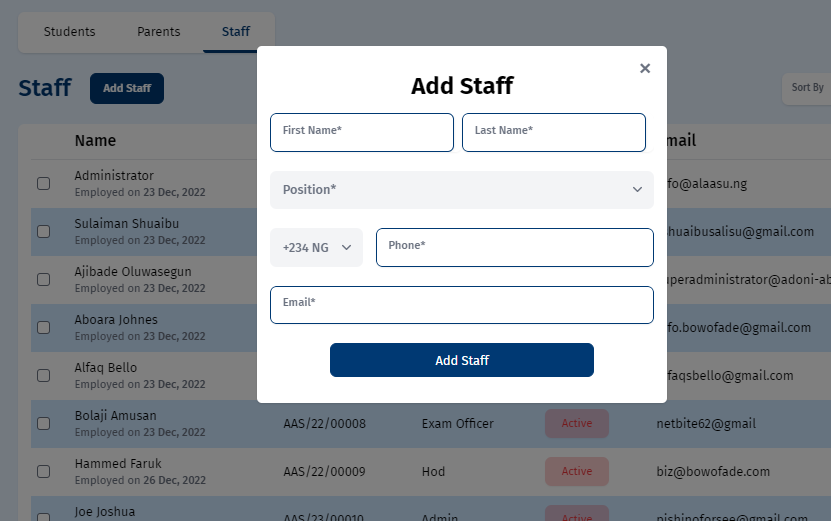 Students Parents Staff
Staff Add Staff
Sort By
×
Add Staff
First Name* Last Name*
Position*
+234 NG Phone*
Email*
Add Staff
Name mail
Administrator
Employed on 23 Dec, 2022
fo@alaasu.ng
Sulaiman Shuaibu
Employed on 23 Dec, 2022
huaibusalisu@gmail.com
Ajibade Oluwasegun
Employed on 23 Dec, 2022
uperadministrator@adoni-ab
Aboara Johnes
Employed on 23 Dec, 2022
fo.bowofade@gmail.com
Alfaq Bello
Employed on 23 Dec, 2022
faqsbello@gmail.com
Bolaji Amusan
Employed on 23 Dec, 2022
AAS/22/00008 Exam Officer Active netbite62@gmail
Hammed Faruk
Employed on 26 Dec, 2022
AAS/22/00009 Hod Active biz@bowofade.com
Joe Joshua
AAS/23/00010 Admin Active